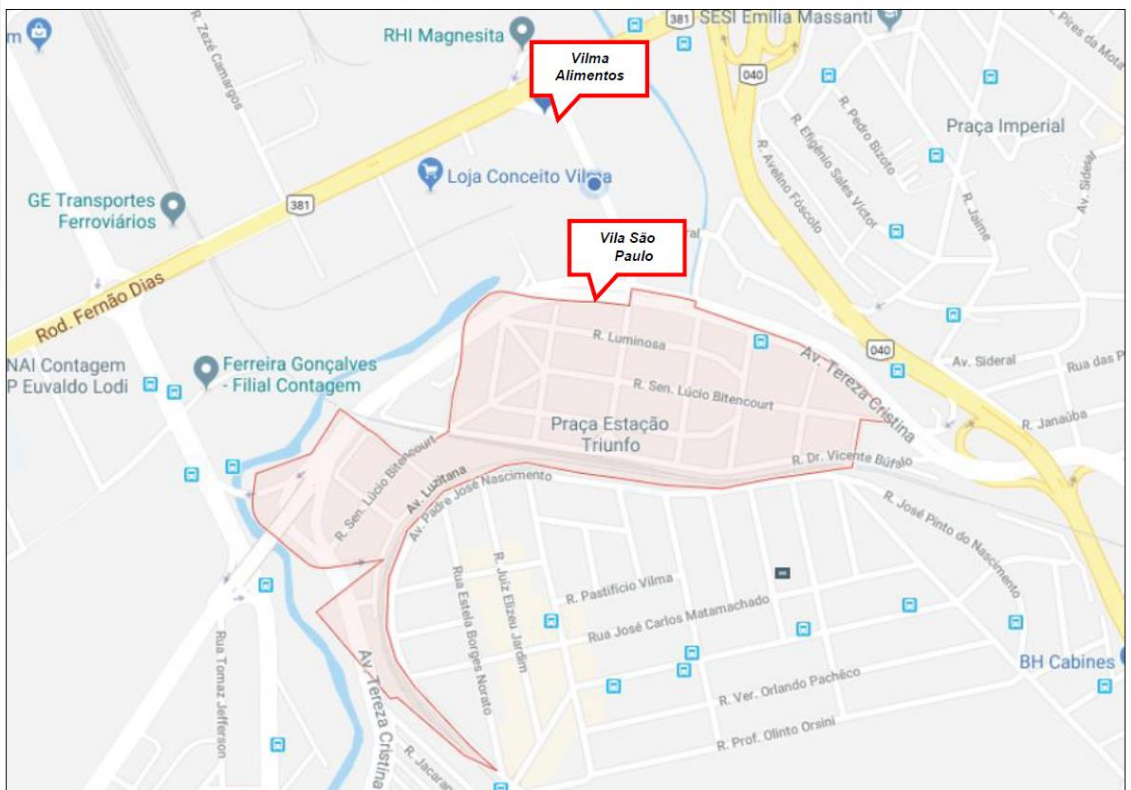 m
RHI Magnesita
381
SESI Emília Massanti
R. Pires da Mota
R. Zezé Camargos
Vilma
Alimentos
040
R. Pedro Bizoto
R. Efigênio Sales Victor
Praça Imperial
R. Avelino Fóscolo
Av. Sideral
R. Jaime
Loja Conceito Vilma
GE Transportes
Ferroviários
381
Vila São
Paulo
ral
Rod. Fernão Dias
NAI Contagem
P Euvaldo Lodi
Ferreira Gonçalves
- Filial Contagem
R. Luminosa
040
Av. Sideral
Rua das P
R. Sen. Lúcio Bitencourt
Av. Tereza Cristina
R. Janaúba
Praça Estação
Triunfo
R. Sen. Lúcio Bitencourt
Av. Luzitana
Av. Padre José Nascimento
R. Dr. Vicente Búfalo
R. José Pinto do Nascimento
R. Juíz Elizeu Jardim
Rua Estela Borges Norato
R. Pastifício Vilma
Rua José Carlos Matamachado
BH Cabines
R. Ver. Orlando Pachêco
R. Prof. Olinto Orsini
Rua Tomaz Jefferson
Av. Tereza Cristina
R. Jacaran